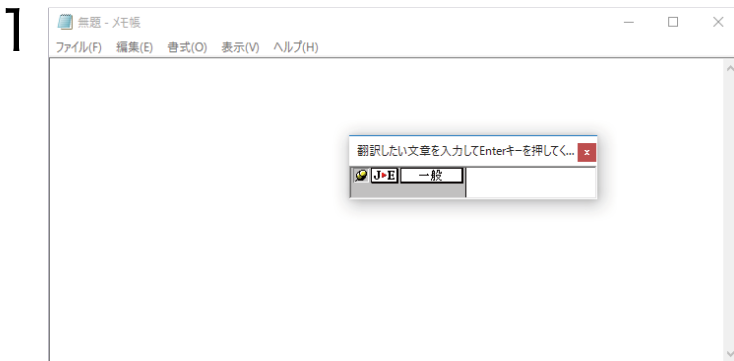 1
無題 - メモ帳
ファイル(F) 編集(E) 書式(O) 表示(V) ヘルプ(H)
翻訳したい文章を入力してEnterキーを押してく...
J▸E 一般